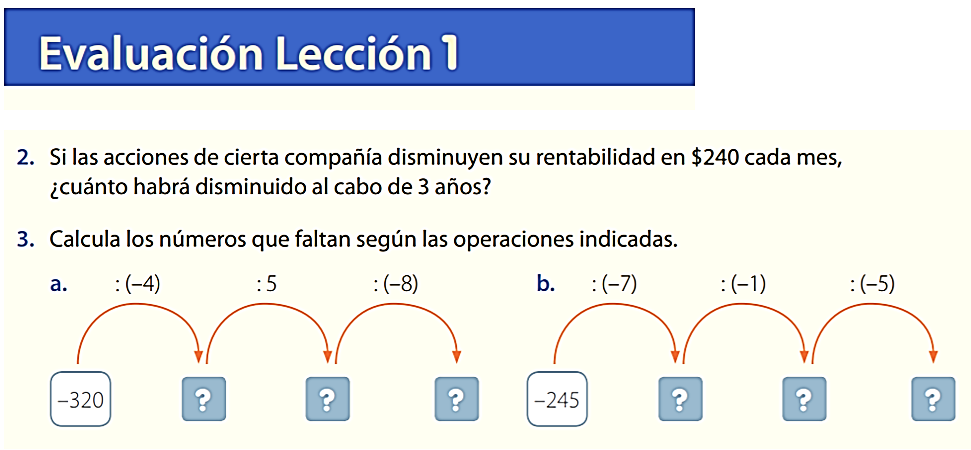 Evaluación Lección 1
2. Si las acciones de cierta compañía disminuyen su rentabilidad en $240 cada mes,
¿cuánto habrá disminuido al cabo de 3 años?
3. Calcula los números que faltan según las operaciones indicadas.
a. : (–4) : 5 : (–8)
–320 ? ? ?
b. : (–7) : (–1) : (–5)
–245 ? ? ?